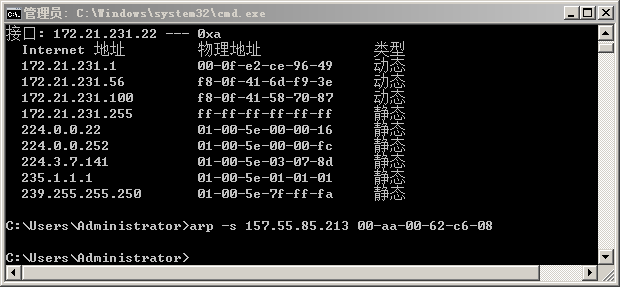 管理员: C:\Windows\system32\cmd.exe
接口: 172.21.231.22 --- 0xa
Internet 地址 物理地址 类型
172.21.231.1 00-0f-e2-ce-96-49 动态
172.21.231.56 f8-0f-41-6d-f9-3e 动态
172.21.231.100 f8-0f-41-58-70-87 动态
172.21.231.255 ff-ff-ff-ff-ff-ff 静态
224.0.0.22 01-00-5e-00-00-16 静态
224.0.0.252 01-00-5e-00-00-fc 静态
224.3.7.141 01-00-5e-03-07-8d 静态
235.1.1.1 01-00-5e-01-01-01 静态
239.255.255.250 01-00-5e-7f-ff-fa 静态
C:\Users\Administrator>arp -s 157.55.85.213 00-aa-00-62-c6-08
C:\Users\Administrator>